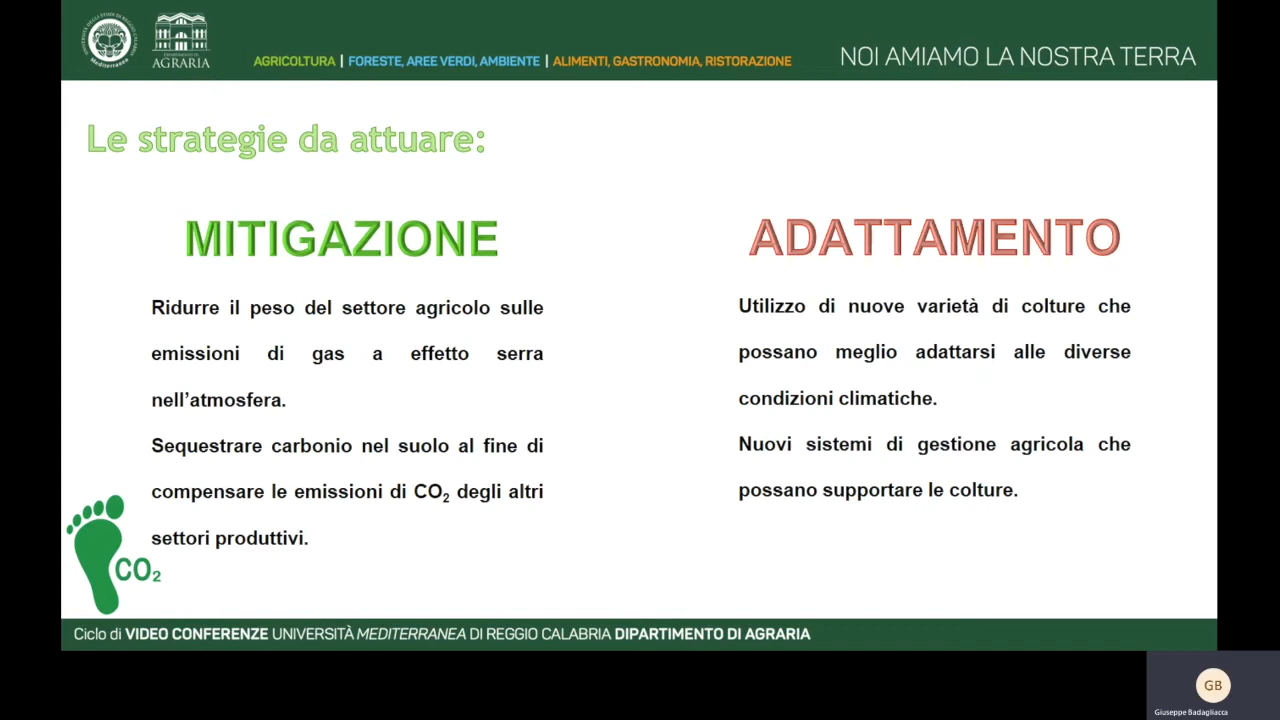 AGRARIA
AGRICOLTURA | FORESTE, AREE VERDI, AMBIENTE | ALIMENTI, GASTRONOMIA, RISTORAZIONE
NOI AMIAMO LA NOSTRA TERRA
Le strategie da attuare:
MITIGAZIONE
Ridurre il peso del settore agricolo sulle
emissioni di gas a effetto serra
nell’atmosfera.
Sequestrare carbonio nel suolo al fine di
compensare le emissioni di CO₂ degli altri
settori produttivi.
ADATTAMENTO
Utilizzo di nuove varietà di colture che
possano meglio adattarsi alle diverse
condizioni climatiche.
Nuovi sistemi di gestione agricola che
possano supportare le colture.
CO₂
Ciclo di VIDEO CONFERENZE UNIVERSITÀ MEDITERRANEA DI REGGIO CALABRIA DIPARTIMENTO DI AGRARIA
GB
Giuseppe Badagliacca